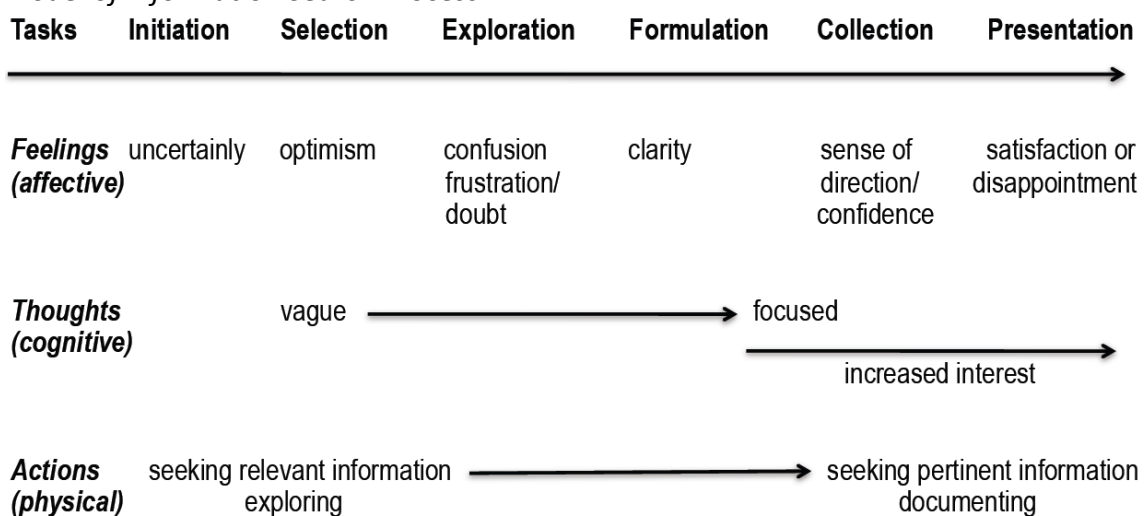 Tasks Initiation Selection Exploration Formulation Collection Presentation
Feelings uncertainly optimism confusion clarity sense of satisfaction or
(affective) frustration/ direction/ disappointment
doubt confidence
Thoughts vague focused
(cognitive)
increased interest
Actions seeking relevant information seeking pertinent information
(physical) exploring documenting